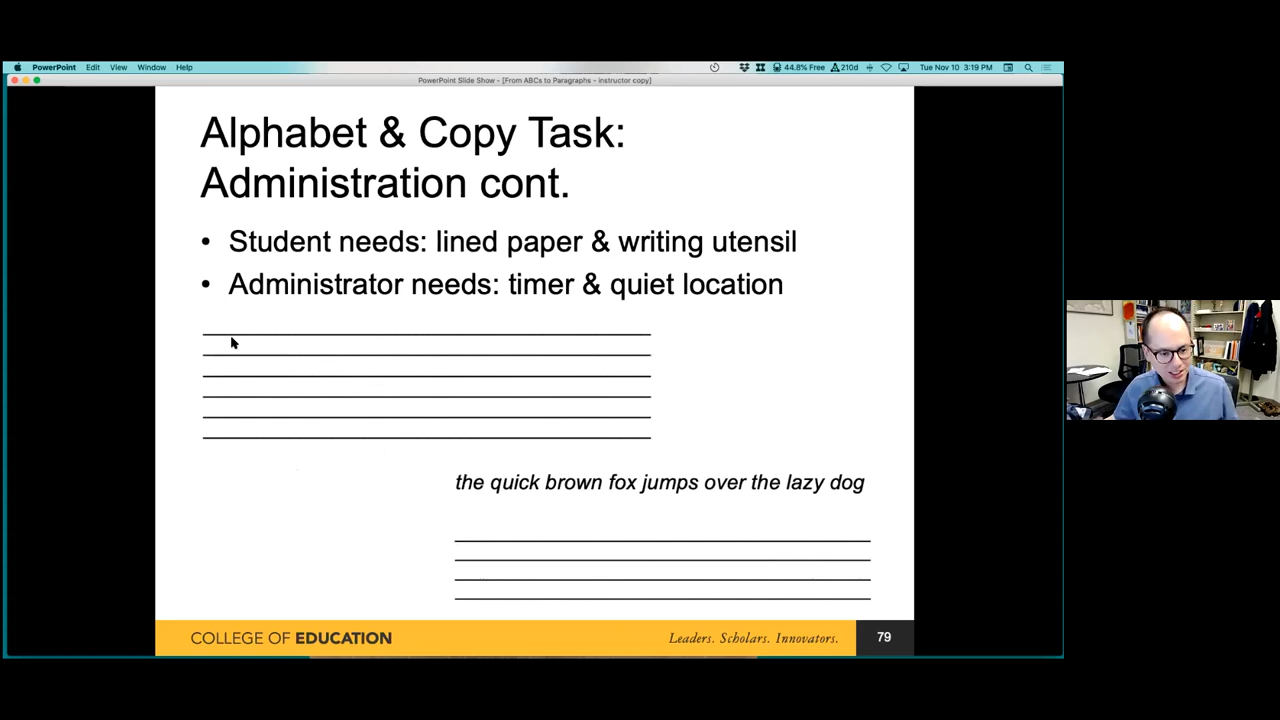 PowerPoint Edit View Window Help 44.8% Free 210d Tue Nov 10 3:19 PM
PowerPoint Slide Show - [From ABCs to Paragraphs - instructor copy]
Alphabet & Copy Task:
Administration cont.
• Student needs: lined paper & writing utensil
• Administrator needs: timer & quiet location
the quick brown fox jumps over the lazy dog
COLLEGE OF EDUCATION Leaders. Scholars. Innovators. 79